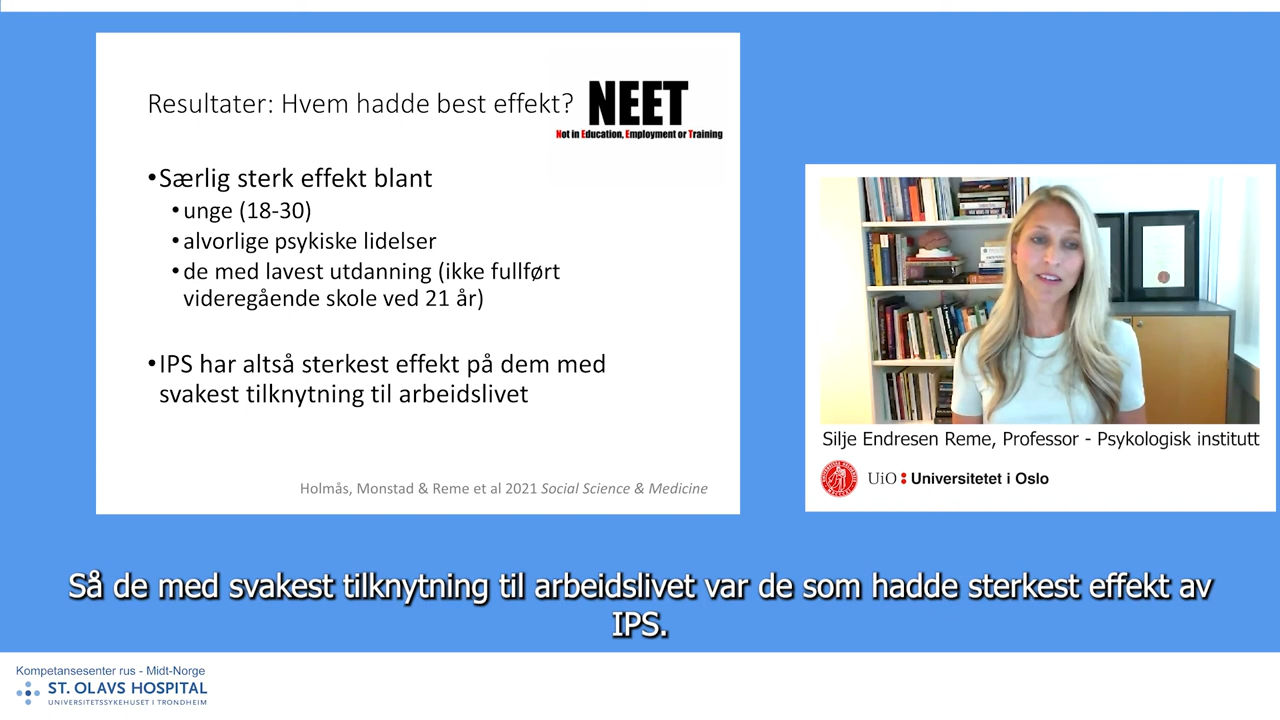 Resultater: Hvem hadde best effekt?
NEET
Not in Education, Employment or Training
•Særlig sterk effekt blant
•unge (18-30)
•alvorlige psykiske lidelser
•de med lavest utdanning (ikke fullført
videregående skole ved 21 år)
•IPS har altså sterkest effekt på dem med
svakest tilknytning til arbeidslivet
Holmås, Monstad & Reme et al 2021 Social Science & Medicine
Silje Endresen Reme, Professor - Psykologisk institutt
UiO : Universitetet i Oslo
Så de med svakest tilknytning til arbeidslivet var de som hadde sterkest effekt av
IPS.
Kompetansesenter rus - Midt-Norge
ST. OLAVS HOSPITAL
UNIVERSITETSSYKEHUSET I TRONDHEIM